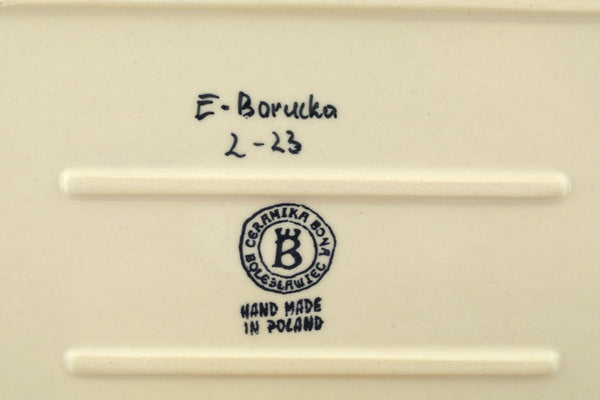 E-Borucka
2-23
CERAMIKA BONA
BOLESŁAWIEC
B
HAND MADE
IN POLAND